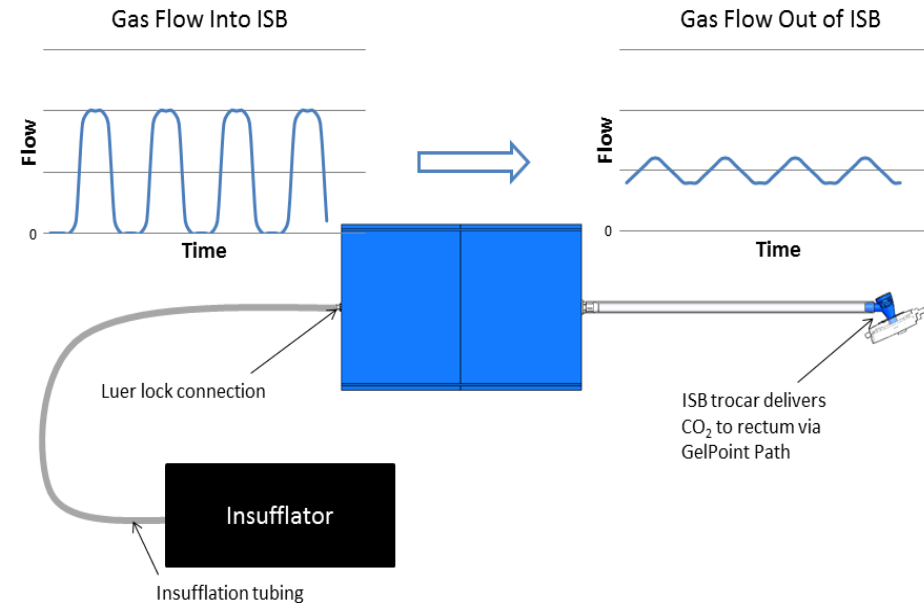 Gas Flow Into ISB
Gas Flow Out of ISB
Flow
0
Time
Flow
0
Time
Luer lock connection
ISB trocar delivers
CO₂ to rectum via
GelPoint Path
Insufflator
Insufflation tubing